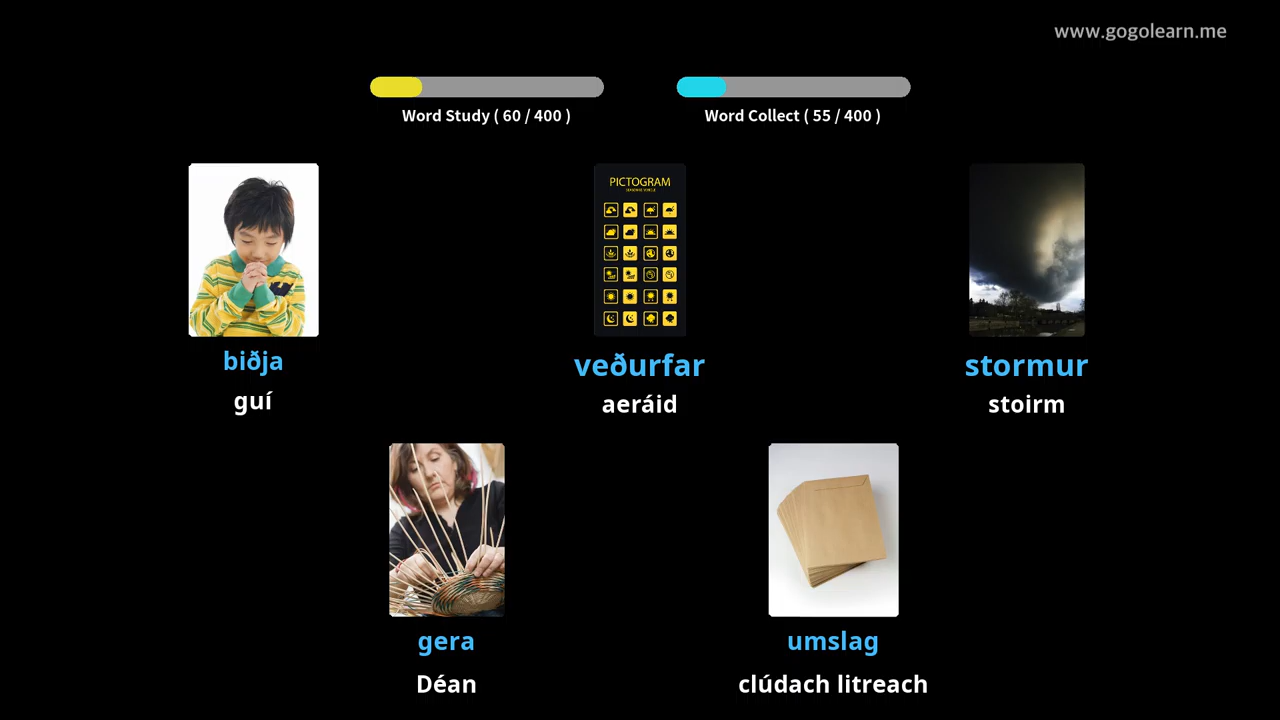 www.gogolearn.me
Word Study ( 60 / 400 )
Word Collect ( 55 / 400 )
PICTOGRAM
biðja
guí
veðurfar
aeráid
stormur
stoirm
gera
Déan
umslag
clúdach litreach